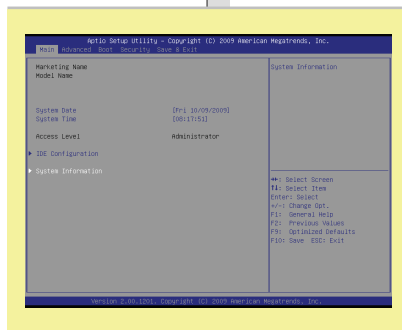 Aptio Setup Utility - Copyright (C) 2009 American Megatrends, Inc.
Main Advanced Boot Security Save & Exit
Marketing Name
Model Name
System Date [Fri 10/09/2009]
System Time [00:17:51]
Access Level Administrator
IDE Configuration
System Information
System Information
↔: Select Screen
↑↓: Select Item
Enter: Select
+/-: Change Opt.
F1: General Help
F2: Previous Values
F9: Optimized Defaults
F10: Save ESC: Exit
Version 2.00.1201. Copyright (C) 2009 American Megatrends, Inc.